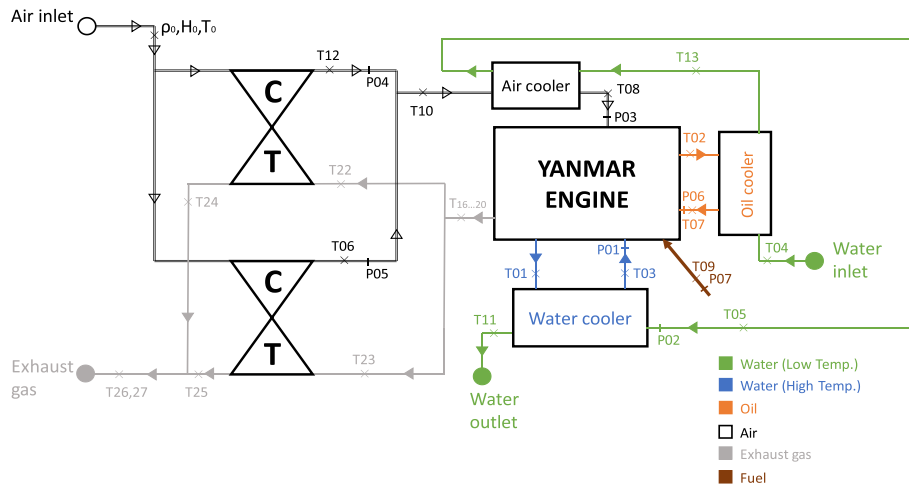 Air inlet
ρ₀,H₀,T₀
T12
P04
C
T
T10
Air cooler
T08
P03
T13
T02
YANMAR
ENGINE
P06
T07
Oil cooler
T22
T24
T16…20
T04
Water
inlet
T06
P05
T01
P01
T03
T09
P07
C
T
T11
Water cooler
T05
P02
T23
Exhaust
gas
T26,27
T25
Water
outlet
Water (Low Temp.)
Water (High Temp.)
Oil
Air
Exhaust gas
Fuel